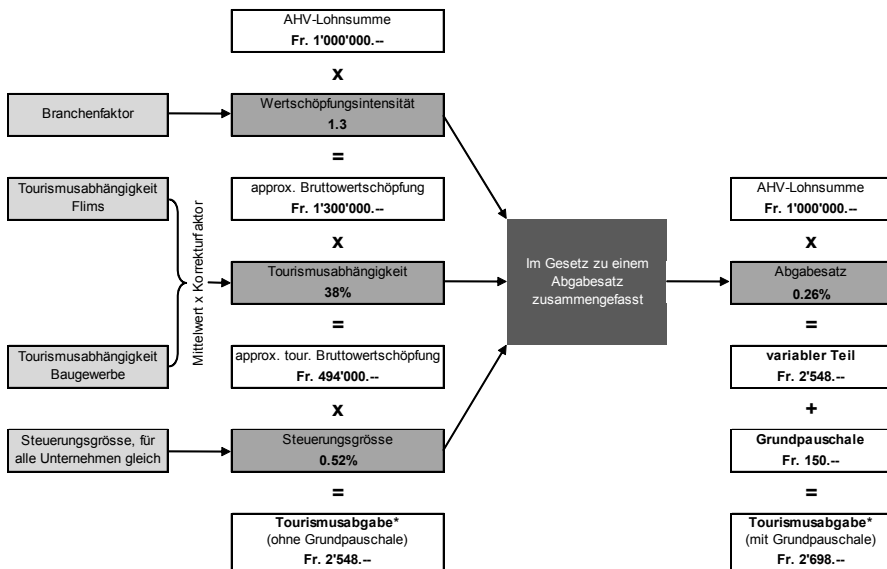 AHV-Lohnsumme
Fr. 1'000'000.--
x
Branchenfaktor
Wertschöpfungsintensität
1.3
=
Tourismusabhängigkeit
Flims
approx. Bruttowertschöpfung
Fr. 1'300'000.--
x
Mittelwert x Korrekturfaktor
Tourismusabhängigkeit
38%
=
Tourismusabhängigkeit
Baugewerbe
approx. tour. Bruttowertschöpfung
Fr. 494'000.--
x
Steuerungsgrösse, für
alle Unternehmen gleich
Steuerungsgrösse
0.52%
=
Tourismusabgabe*
(ohne Grundpauschale)
Fr. 2'548.--
Im Gesetz zu einem
Abgabesatz
zusammengefasst
AHV-Lohnsumme
Fr. 1'000'000.--
x
Abgabesatz
0.26%
=
variabler Teil
Fr. 2'548.--
+
Grundpauschale
Fr. 150.--
=
Tourismusabgabe*
(mit Grundpauschale)
Fr. 2'698.--